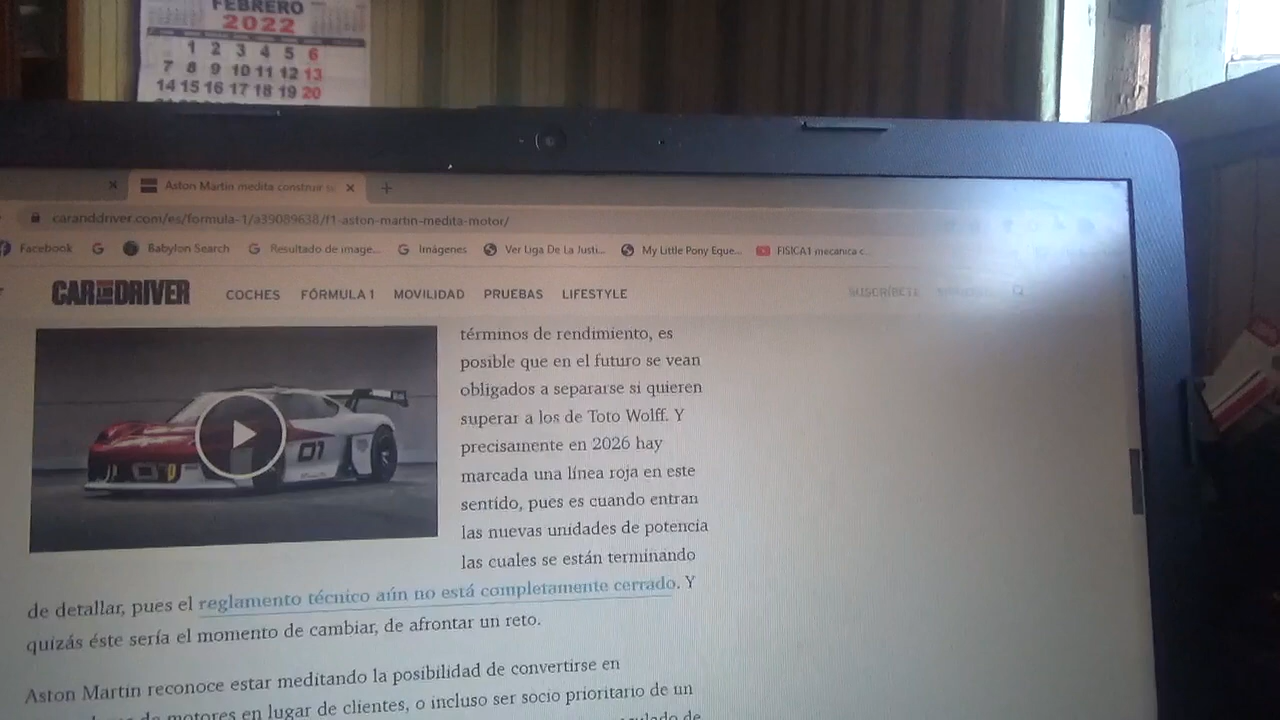 FEBRERO
2022
1 2 3 4 5 6
7 8 9 10 11 12 13
14 15 16 17 18 19 20
Aston Martin medita construir s
caranddriver.com/es/formula-1/a39089638/f1-aston-martin-medita-motor/
Facebook Babylon Search Resultado de image... Imágenes Ver Liga De La Justi... My Little Pony Eque... FISICA1 mecanica c...
CAR AND DRIVER COCHES FÓRMULA 1 MOVILIDAD PRUEBAS LIFESTYLE SUSCRÍBETE
01
términos de rendimiento, es
posible que en el futuro se vean
obligados a separarse si quieren
superar a los de Toto Wolff. Y
precisamente en 2026 hay
marcada una línea roja en este
sentido, pues es cuando entran
las nuevas unidades de potencia
las cuales se están terminando
de detallar, pues el reglamento técnico aún no está completamente cerrado. Y
quizás éste sería el momento de cambiar, de afrontar un reto.
Aston Martin reconoce estar meditando la posibilidad de convertirse en
de motores en lugar de clientes, o incluso ser socio prioritario de un
de